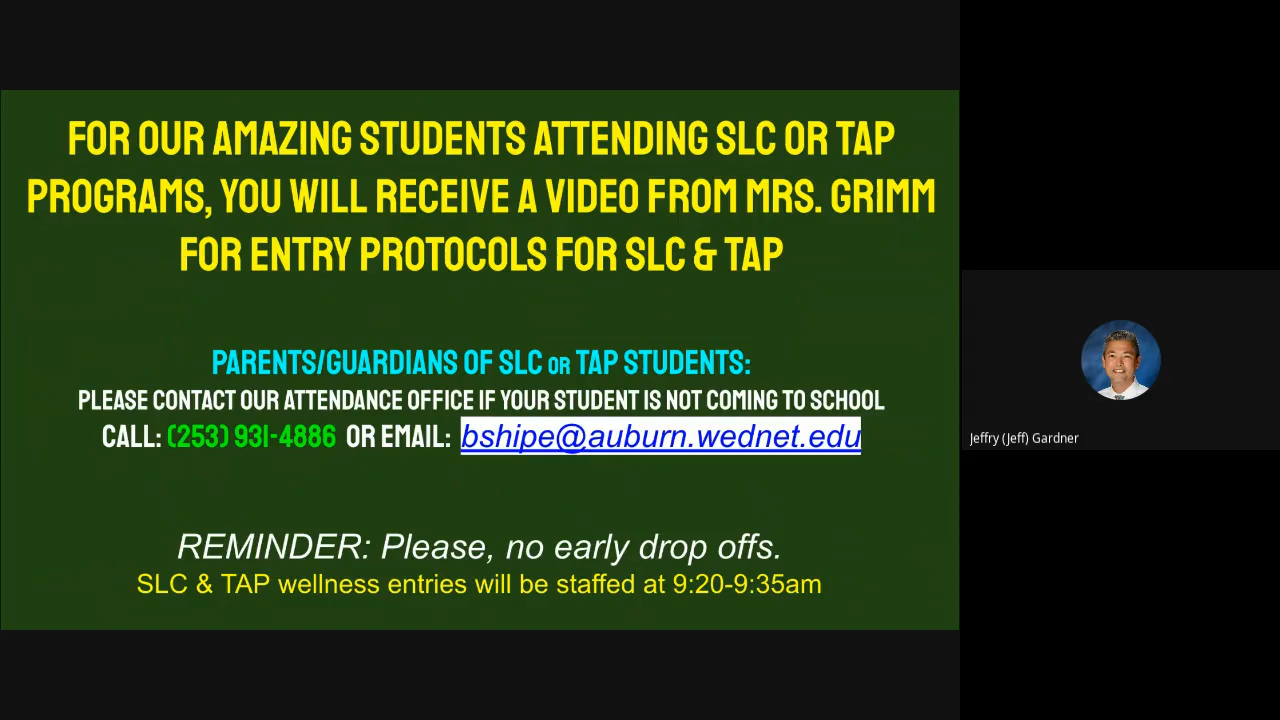 FOR OUR AMAZING STUDENTS ATTENDING SLC OR TAP
PROGRAMS, YOU WILL RECEIVE A VIDEO FROM MRS. GRIMM
FOR ENTRY PROTOCOLS FOR SLC & TAP
PARENTS/GUARDIANS OF SLC OR TAP STUDENTS:
PLEASE CONTACT OUR ATTENDANCE OFFICE IF YOUR STUDENT IS NOT COMING TO SCHOOL
CALL: (253) 931-4886 OR EMAIL: bshipe@auburn.wednet.edu
REMINDER: Please, no early drop offs.
SLC & TAP wellness entries will be staffed at 9:20-9:35am
Jeffry (Jeff) Gardner